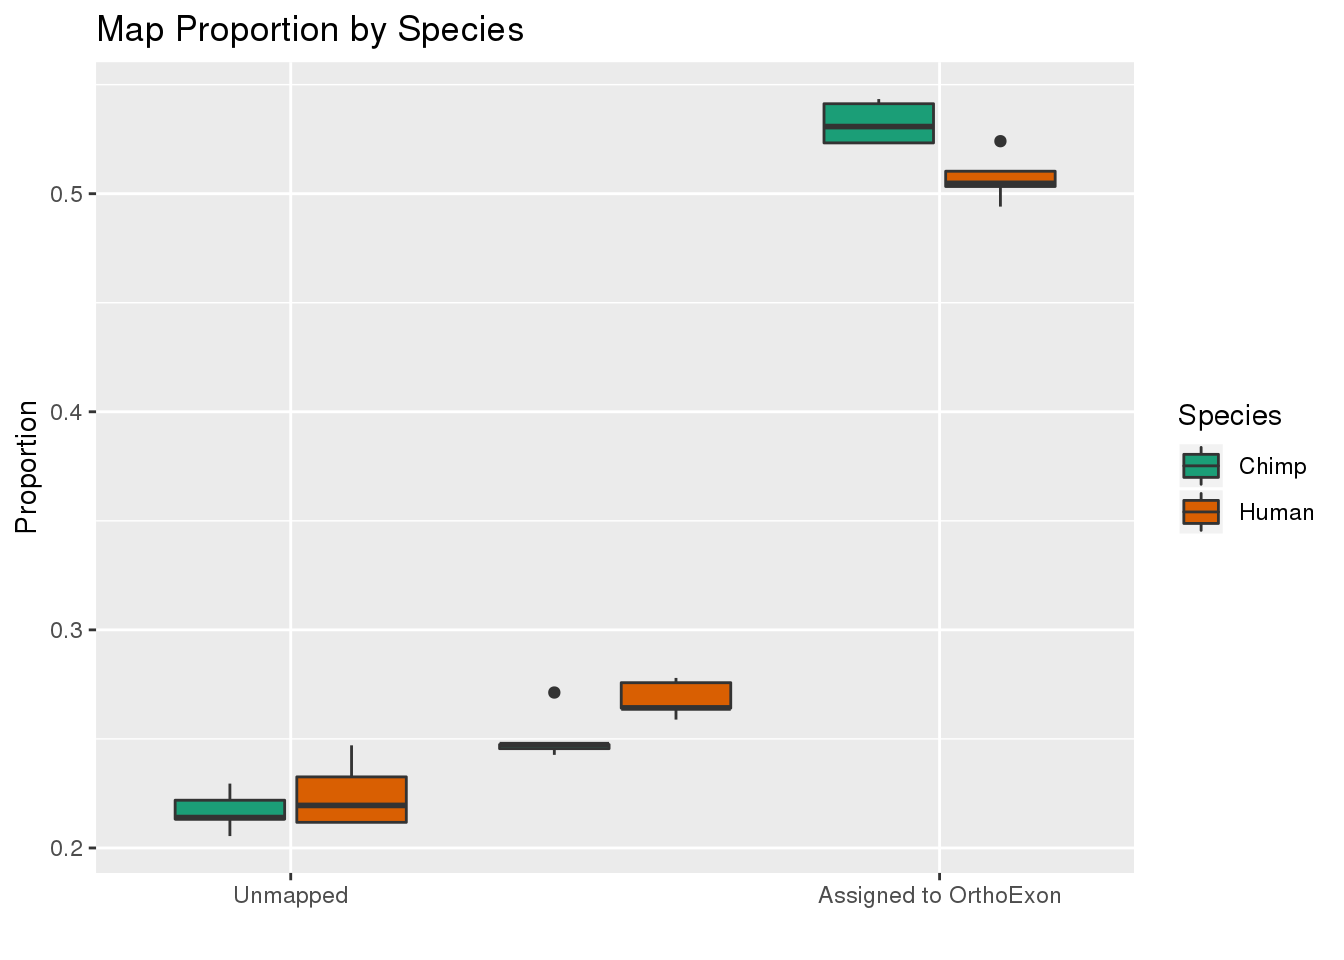 Map Proportion by Species
Proportion
0.5
0.4
0.3
0.2
Unmapped
Assigned to OrthoExon
Species
Chimp
Human